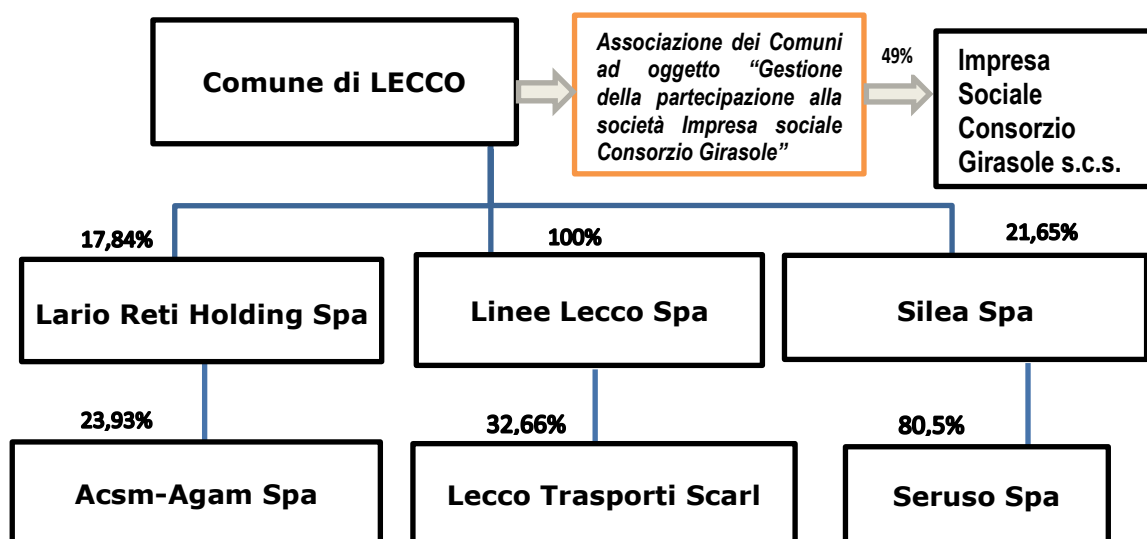 Comune di LECCO
Associazione dei Comuni
ad oggetto “Gestione
della partecipazione alla
società Impresa sociale
Consorzio Girasole”
49%
Impresa
Sociale
Consorzio
Girasole s.c.s.
17,84%
100%
21,65%
Lario Reti Holding Spa
Linee Lecco Spa
Silea Spa
23,93%
32,66%
80,5%
Acsm-Agam Spa
Lecco Trasporti Scarl
Seruso Spa